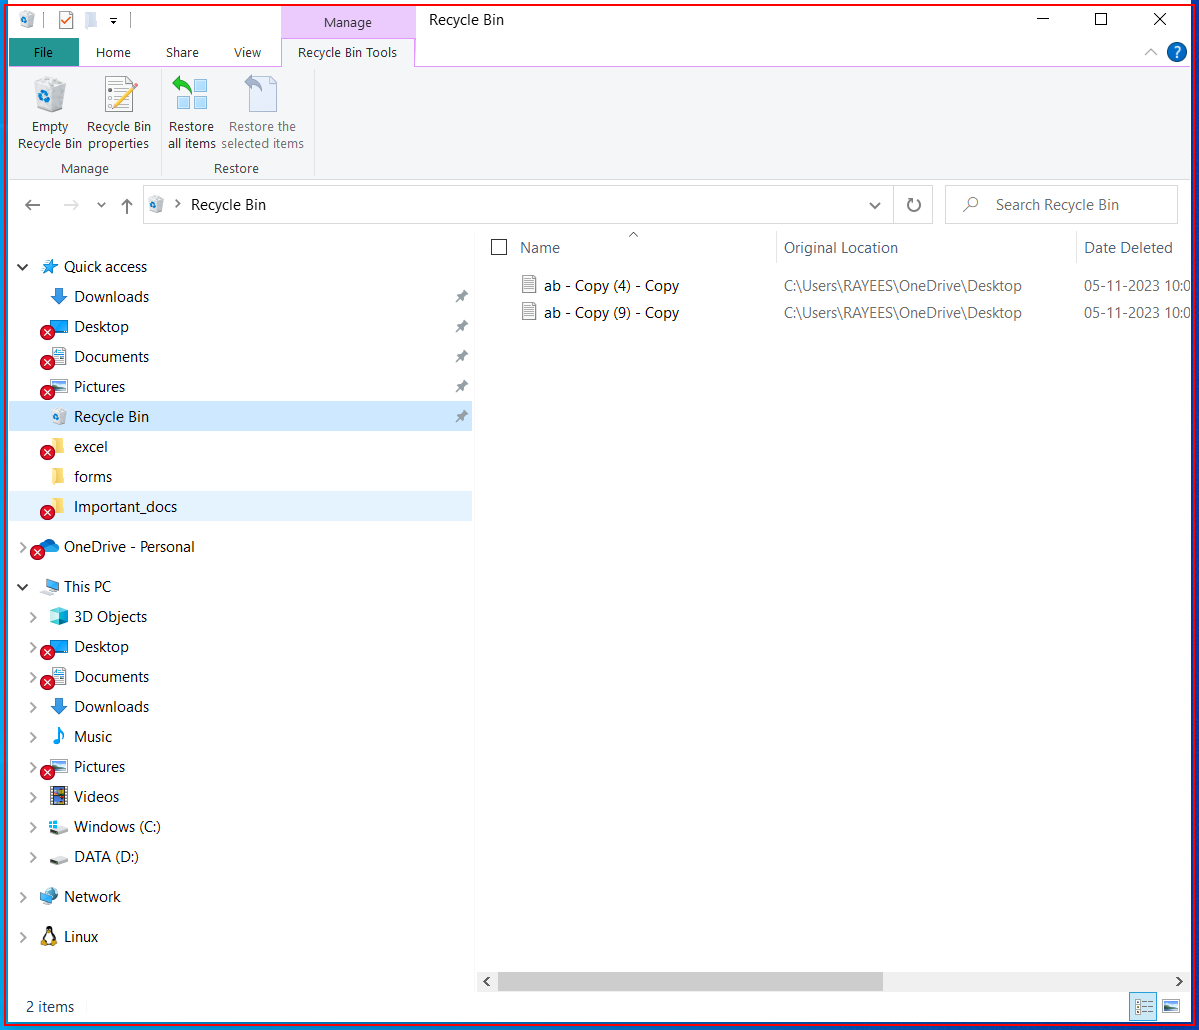 Manage
Recycle Bin
File
Home
Share
View
Recycle Bin Tools
?
Empty
Recycle Bin
Recycle Bin
properties
Restore
all items
Restore the
selected items
Manage
Restore
Recycle Bin
Search Recycle Bin
Name
Original Location
Date Deleted
ab - Copy (4) - Copy
C:\Users\RAYEES\OneDrive\Desktop
05-11-2023 10:0
ab - Copy (9) - Copy
C:\Users\RAYEES\OneDrive\Desktop
05-11-2023 10:0
Quick access
Downloads
Desktop
Documents
Pictures
Recycle Bin
excel
forms
Important_docs
OneDrive - Personal
This PC
3D Objects
Desktop
Documents
Downloads
Music
Pictures
Videos
Windows (C:)
DATA (D:)
Network
Linux
2 items